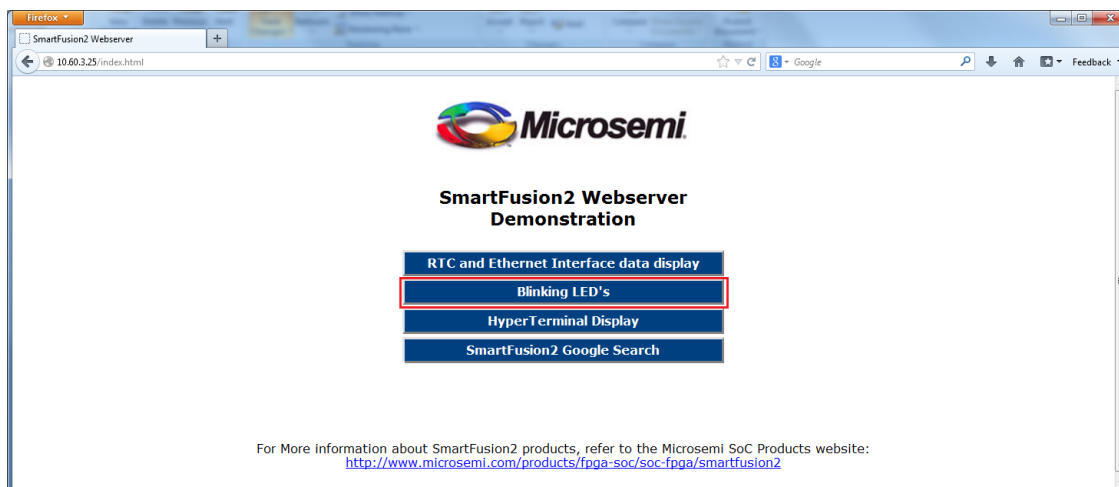 Firefox
SmartFusion2 Webserver
+
10.60.3.25/index.html
8 Google
Feedback
Microsemi
SmartFusion2 Webserver
Demonstration
RTC and Ethernet Interface data display
Blinking LED's
HyperTerminal Display
SmartFusion2 Google Search
For More information about SmartFusion2 products, refer to the Microsemi SoC Products website:
http://www.microsemi.com/products/fpga-soc/soc-fpga/smartfusion2